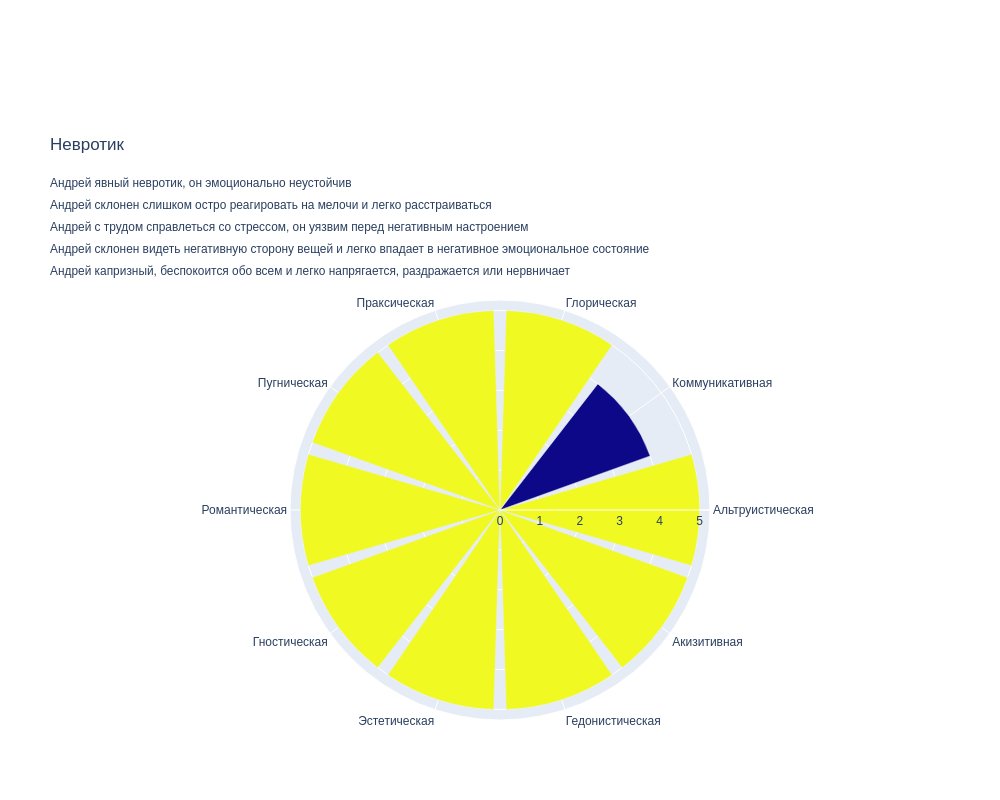 Невротик
Андрей явный невротик, он эмоционально неустойчив
Андрей склонен слишком остро реагировать на мелочи и легко расстраиваться
Андрей с трудом справлеться со стрессом, он уязвим перед негативным настроением
Андрей склонен видеть негативную сторону вещей и легко впадает в негативное эмоциональное состояние
Андрей капризный, беспокоится обо всем и легко напрягается, раздражается или нервничает
Праксическая
Глорическая
Пугническая
Коммуникативная
Романтическая
Альтруистическая
0 1 2 3 4 5
Гностическая
Акизитивная
Эстетическая
Гедонистическая